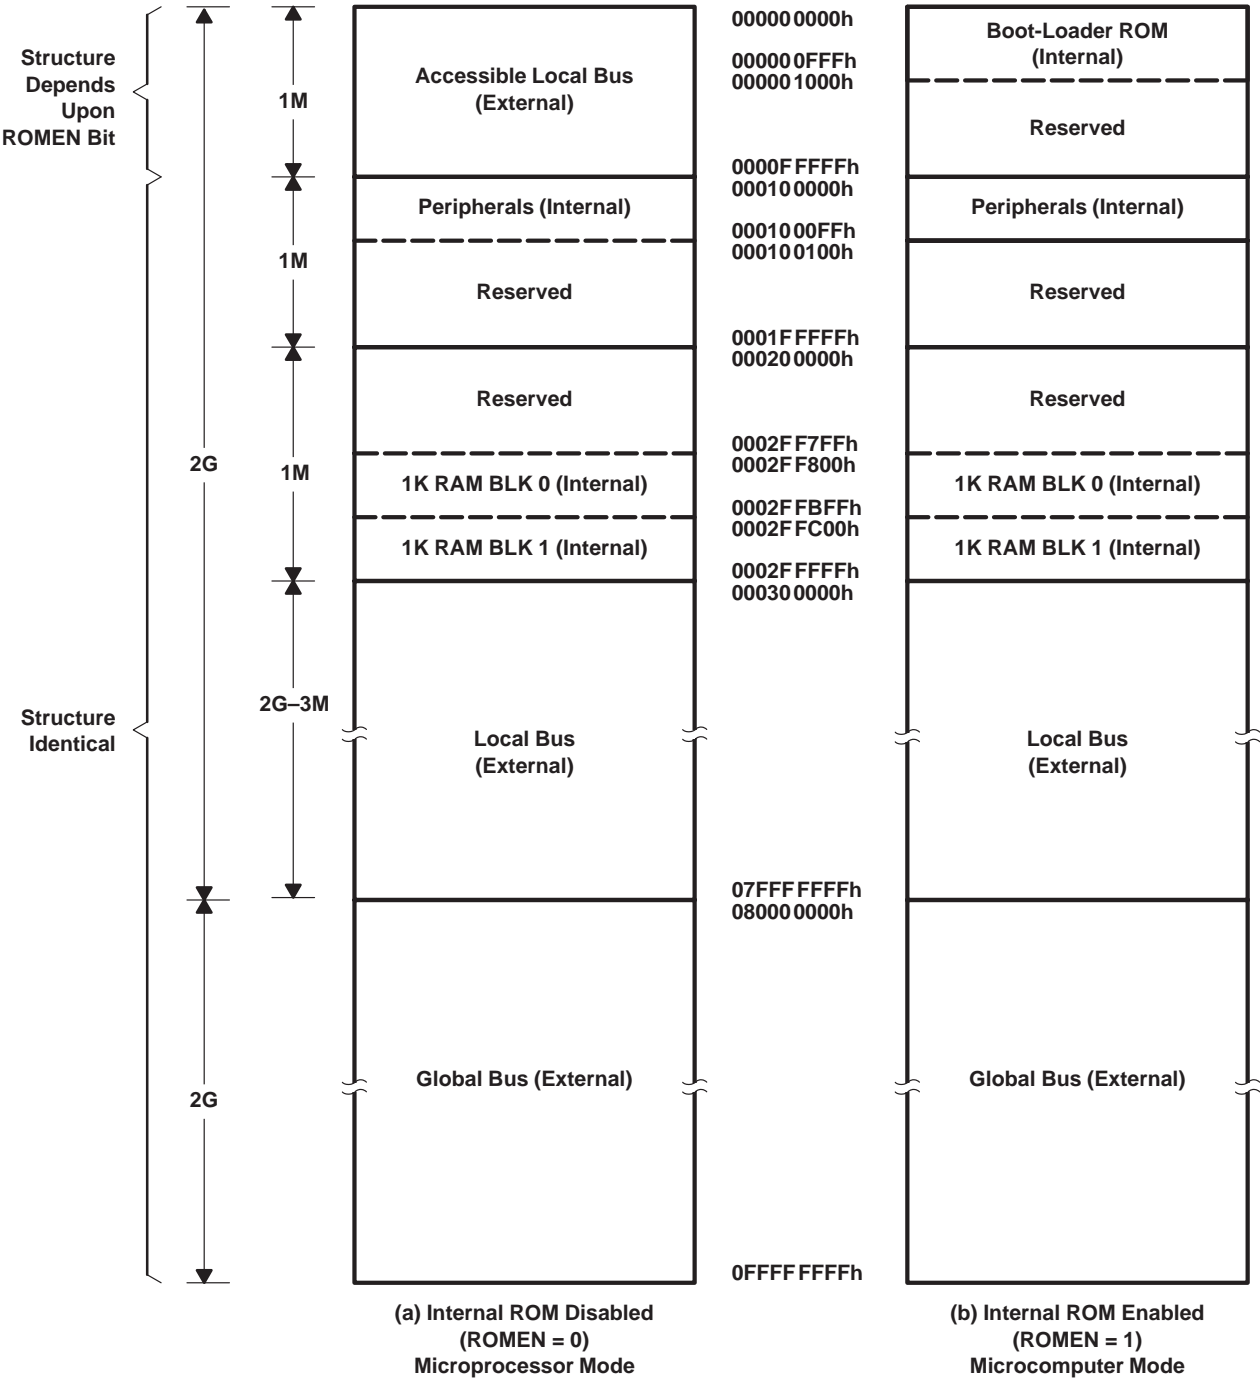 Structure
Depends
Upon
ROMEN Bit
Structure
Identical
2G
2G
1M
1M
1M
2G–3M
Accessible Local Bus
(External)
Peripherals (Internal)
Reserved
Reserved
1K RAM BLK 0 (Internal)
1K RAM BLK 1 (Internal)
Local Bus
(External)
Global Bus (External)
(a) Internal ROM Disabled
(ROMEN = 0)
Microprocessor Mode
00000 0000h
00000 0FFFh
00000 1000h
0000F FFFFh
00010 0000h
00010 00FFh
00010 0100h
0001F FFFFh
00020 0000h
0002F F7FFh
0002F F800h
0002F FBFFh
0002F FC00h
0002F FFFFh
00030 0000h
07FFF FFFFh
08000 0000h
0FFFF FFFFh
Boot-Loader ROM
(Internal)
Reserved
Peripherals (Internal)
Reserved
Reserved
1K RAM BLK 0 (Internal)
1K RAM BLK 1 (Internal)
Local Bus
(External)
Global Bus (External)
(b) Internal ROM Enabled
(ROMEN = 1)
Microcomputer Mode